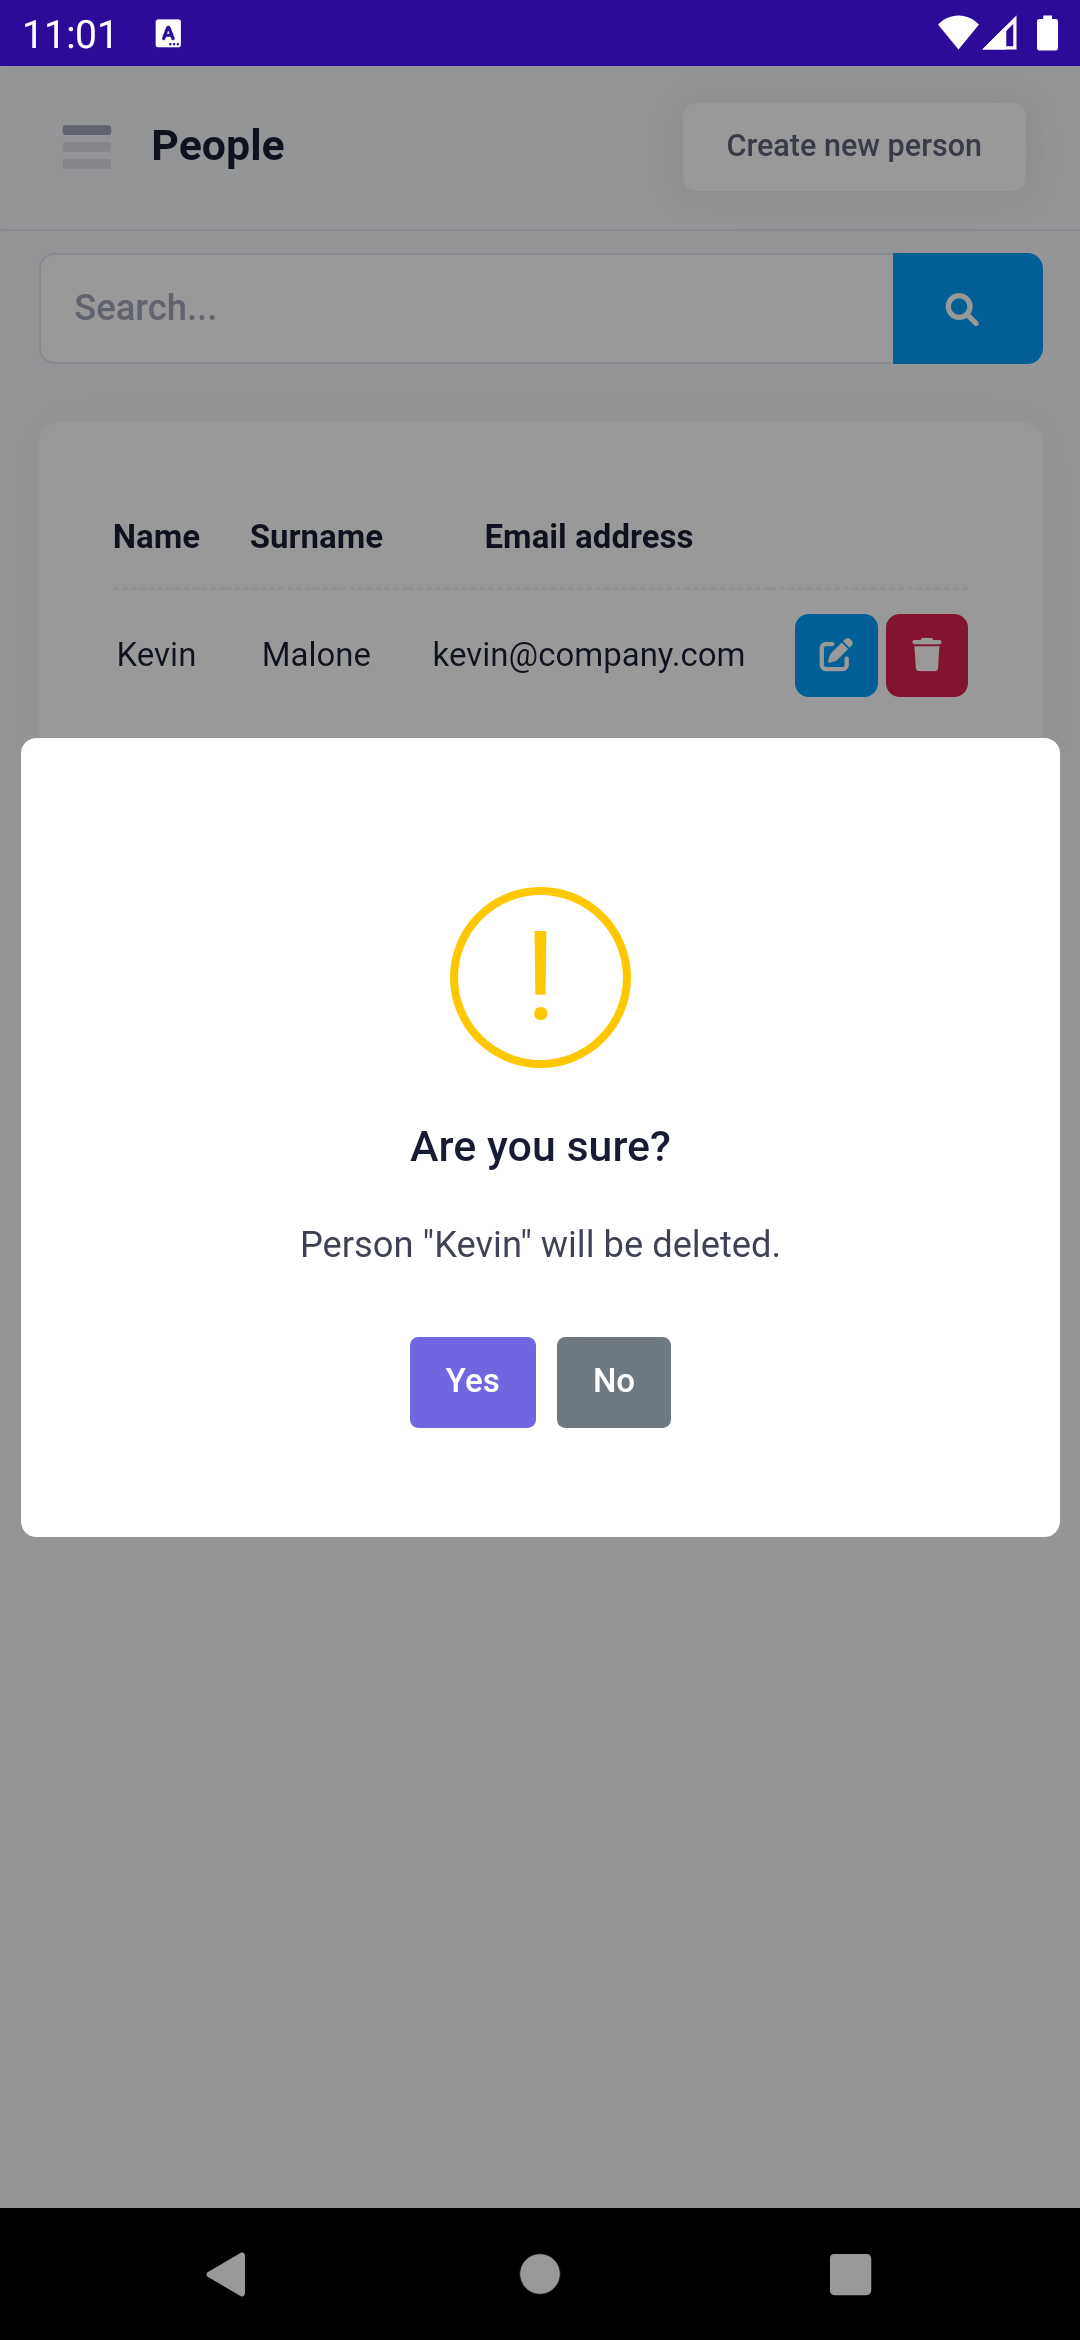 11:01
People
Create new person
Search...
Name Surname Email address
Kevin Malone kevin@company.com
!
Are you sure?
Person "Kevin" will be deleted.
Yes No